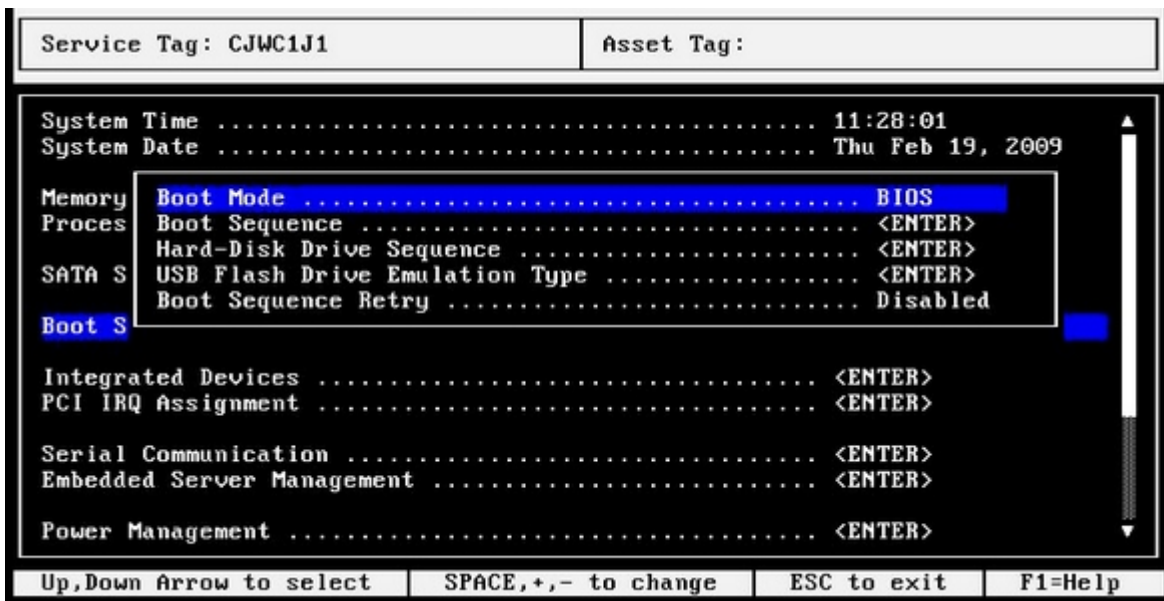 Service Tag: CJWC1J1 Asset Tag:
System Time .......................................... 11:28:01
System Date .......................................... Thu Feb 19, 2009
Memory
Boot Mode ....................................... BIOS
Proces
Boot Sequence ................................... <ENTER>
Hard-Disk Drive Sequence ........................ <ENTER>
SATA S
USB Flash Drive Emulation Type .................. <ENTER>
Boot Sequence Retry ............................. Disabled
Boot S
Integrated Devices ................................... <ENTER>
PCI IRQ Assignment ................................... <ENTER>
Serial Communication ................................. <ENTER>
Embedded Server Management ........................... <ENTER>
Power Management ..................................... <ENTER>
Up,Down Arrow to select SPACE,+,- to change ESC to exit F1=Help